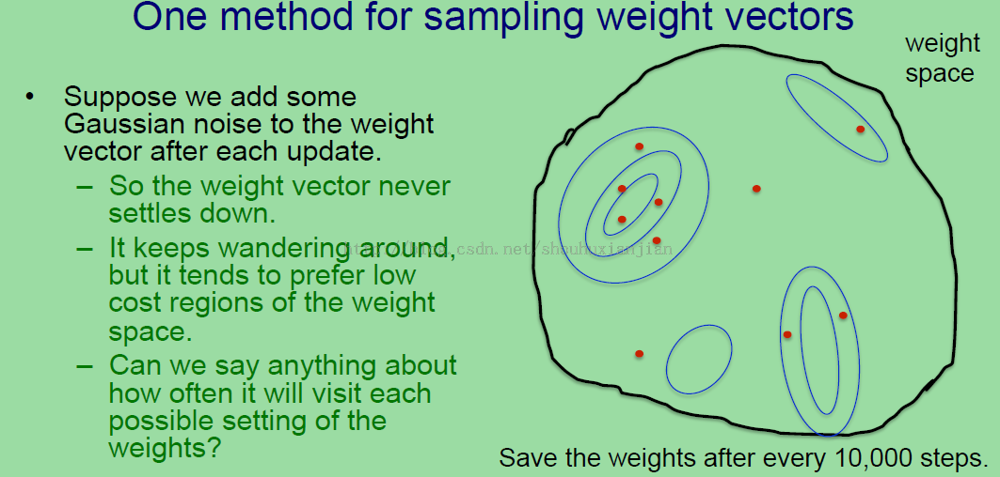 One method for sampling weight vectors
weight
space
• Suppose we add some
Gaussian noise to the weight
vector after each update.
– So the weight vector never
settles down.
– It keeps wandering around,
but it tends to prefer low
cost regions of the weight
space.
– Can we say anything about
how often it will visit each
possible setting of the
weights?
http://blog.csdn.net/shouhuxianjian
Save the weights after every 10,000 steps.